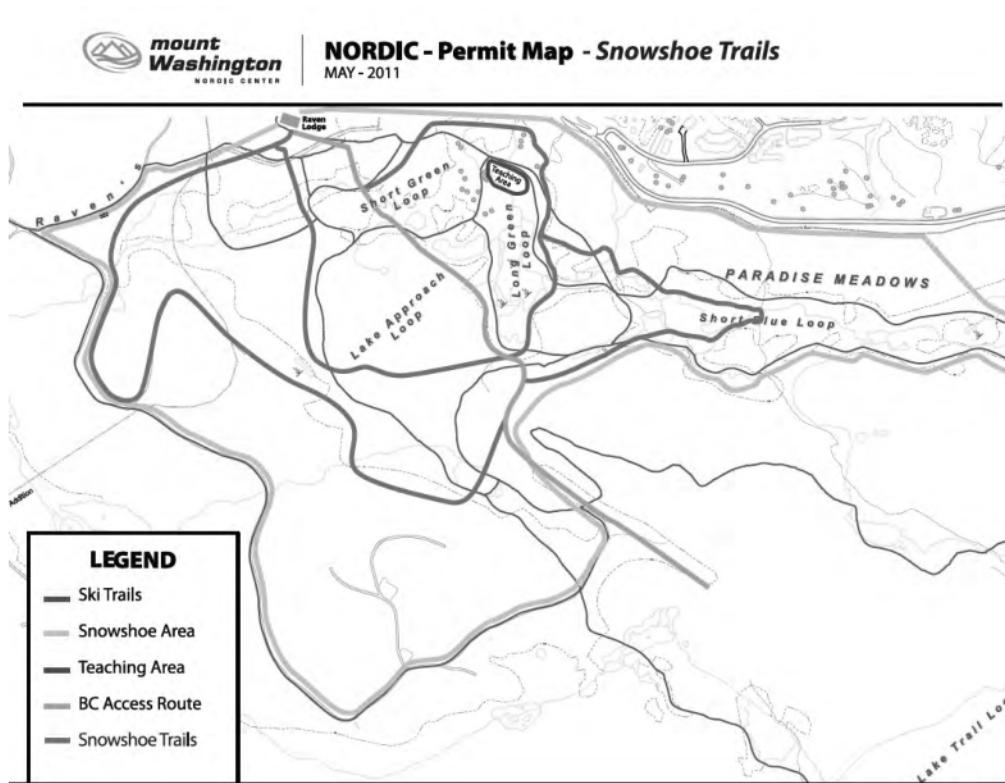 mount
Washington
NORDIC CENTER
NORDIC - Permit Map - Snowshoe Trails
MAY - 2011
Raven
Lodge
Raven's
Teaching
Area
Short Green
Loop
Long Green
Loop
Lake Approach
Loop
PARADISE MEADOWS
Short Blue Loop
Addition
LEGEND
Ski Trails
Snowshoe Area
Teaching Area
BC Access Route
Snowshoe Trails
Lake Trail Loo